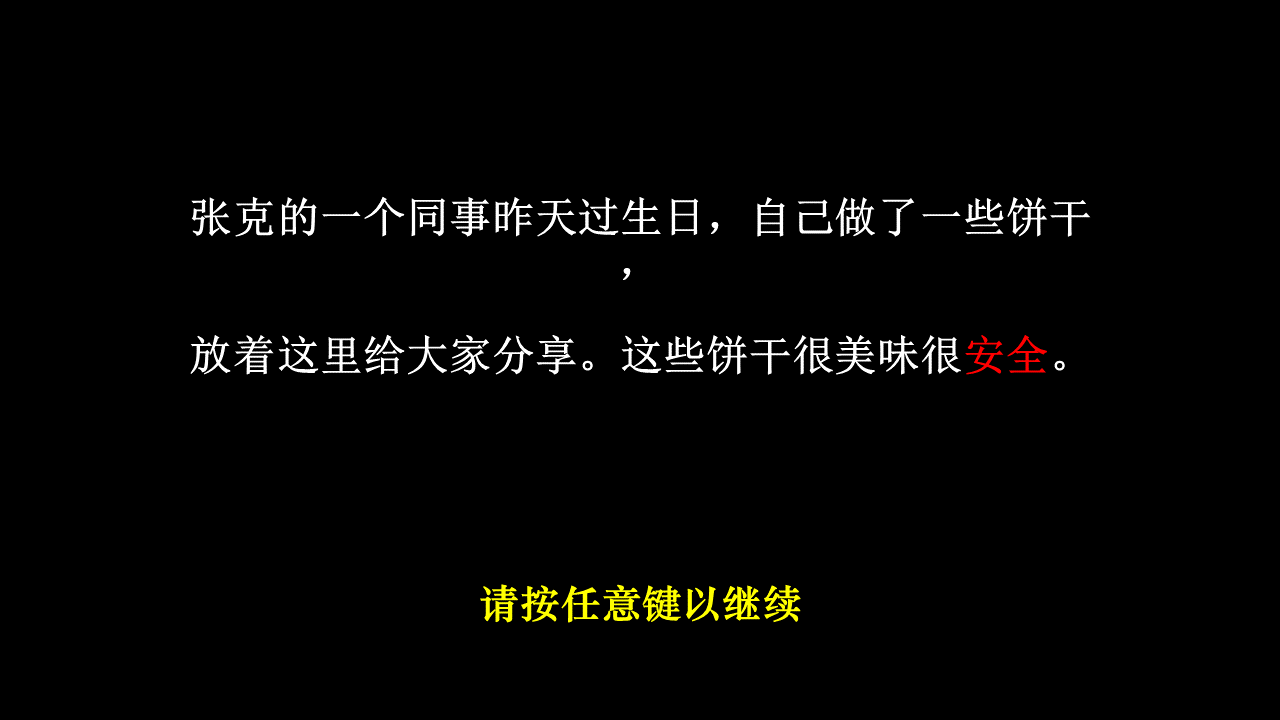 张克的一个同事昨天过生日，自己做了一些饼干
，
放着这里给大家分享。这些饼干很美味很安全。
请按任意键以继续